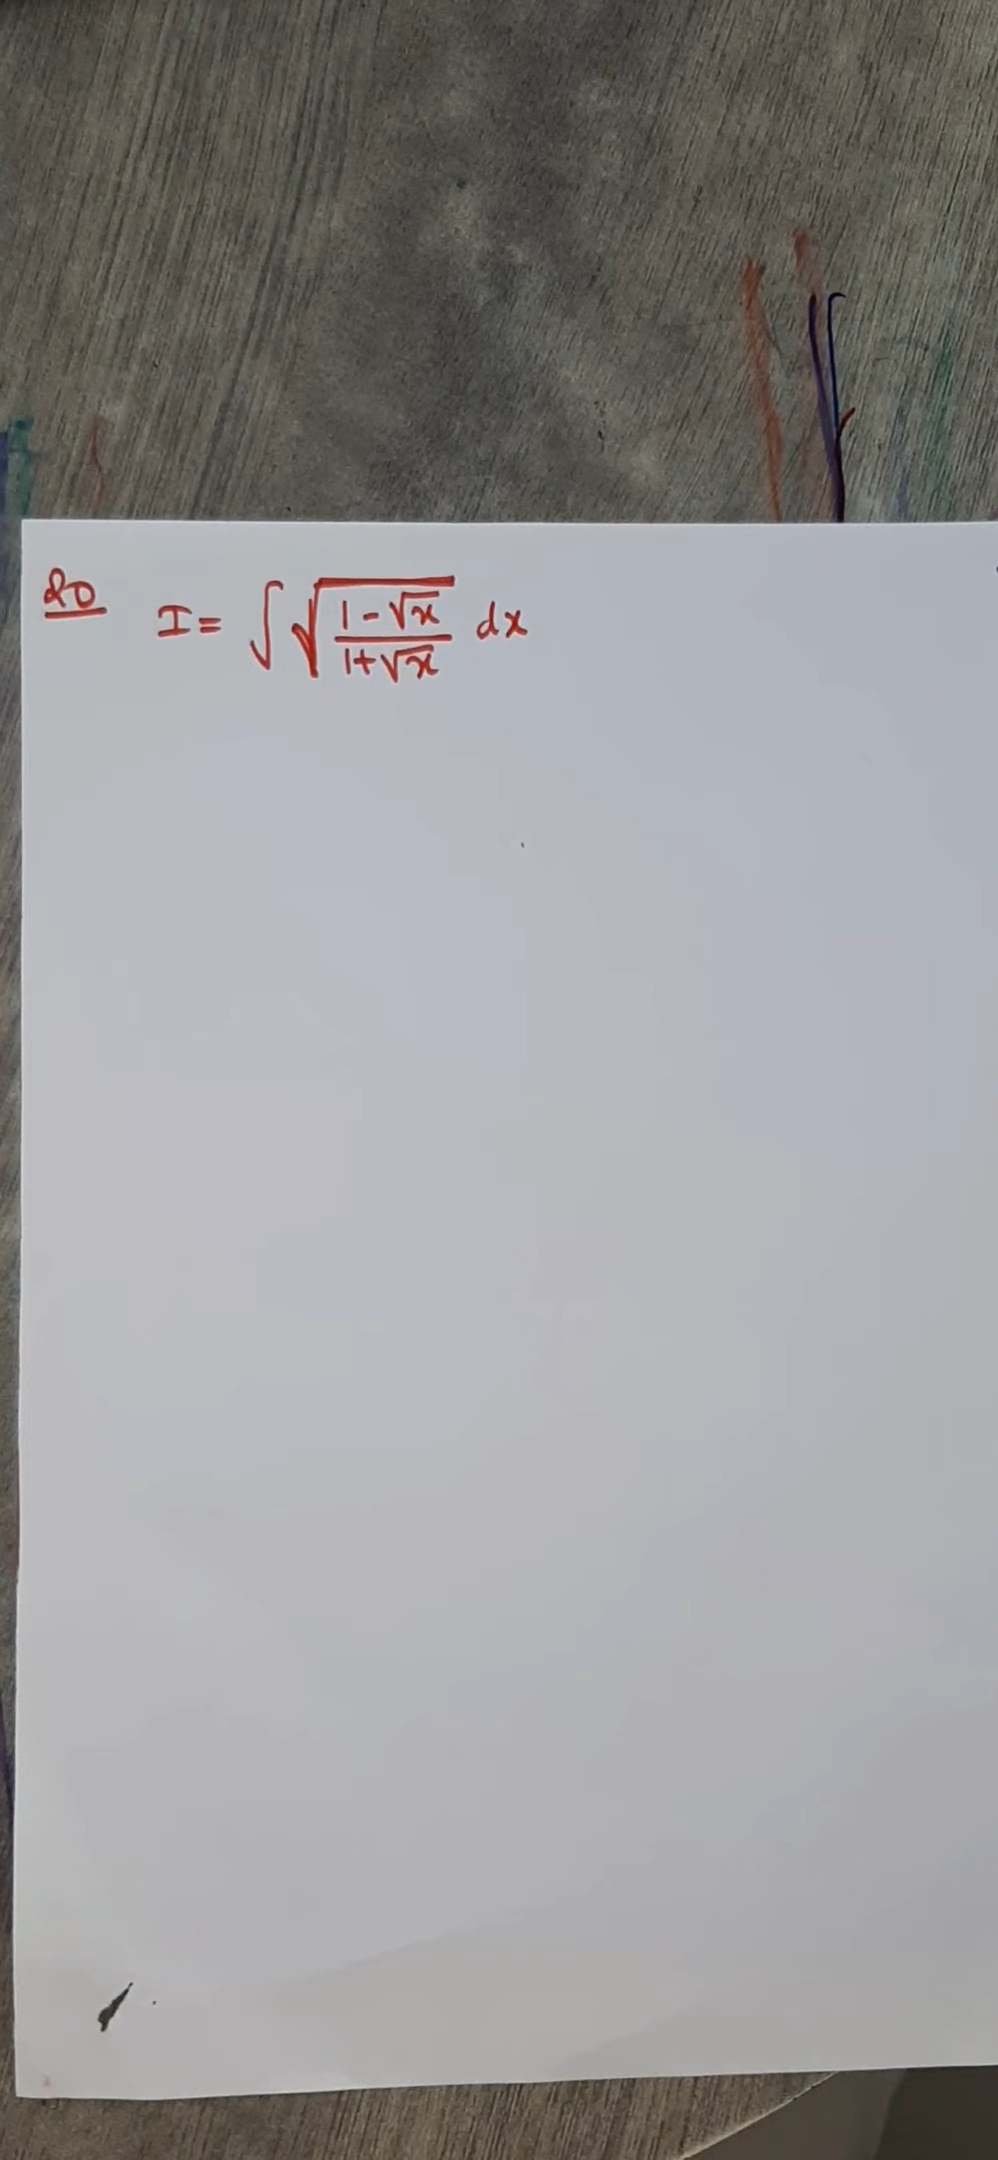 20 I = ∫ √((1-√x)/(1+√x)) dx